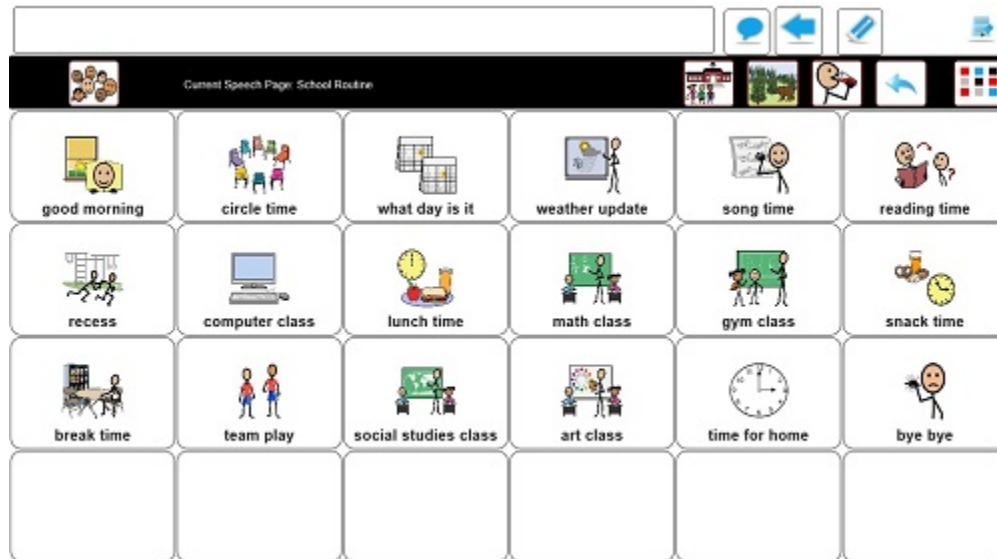 Current Speech Page: School Routine
good morning
circle time
what day is it
weather update
song time
reading time
recess
computer class
lunch time
math class
gym class
snack time
break time
team play
social studies class
art class
time for home
bye bye